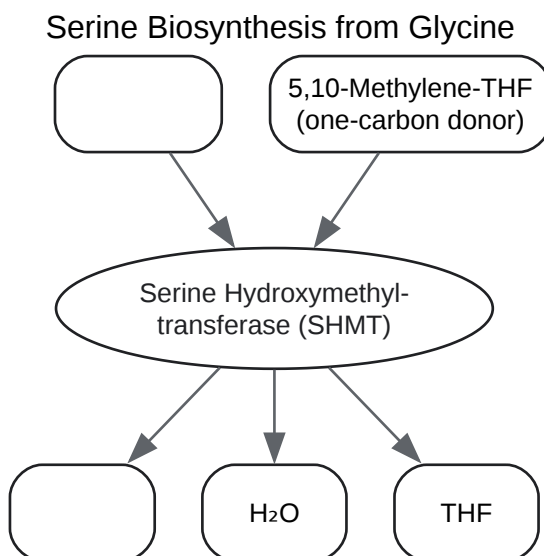 Serine Biosynthesis from Glycine
5,10-Methylene-THF
(one-carbon donor)
Serine Hydroxymethyl-
transferase (SHMT)
H₂O
THF